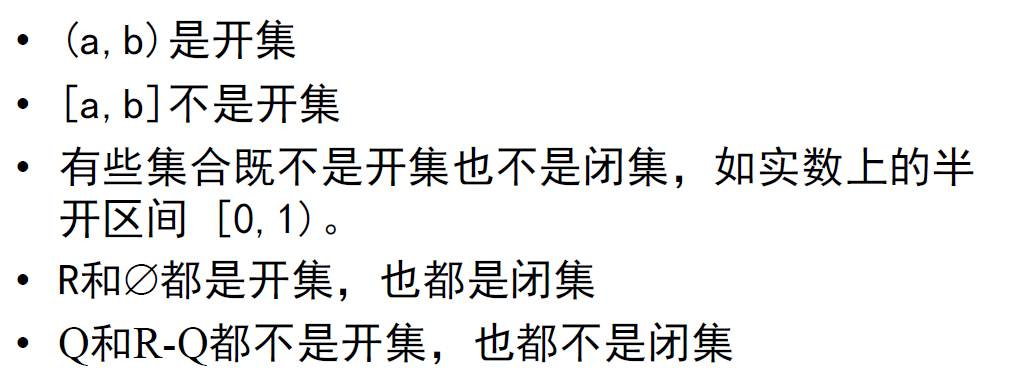 • (a,b)是开集
• [a,b]不是开集
• 有些集合既不是开集也不是闭集，如实数上的半
开区间 [0,1)。
• R和∅都是开集，也都是闭集
• Q和R-Q都不是开集，也都不是闭集